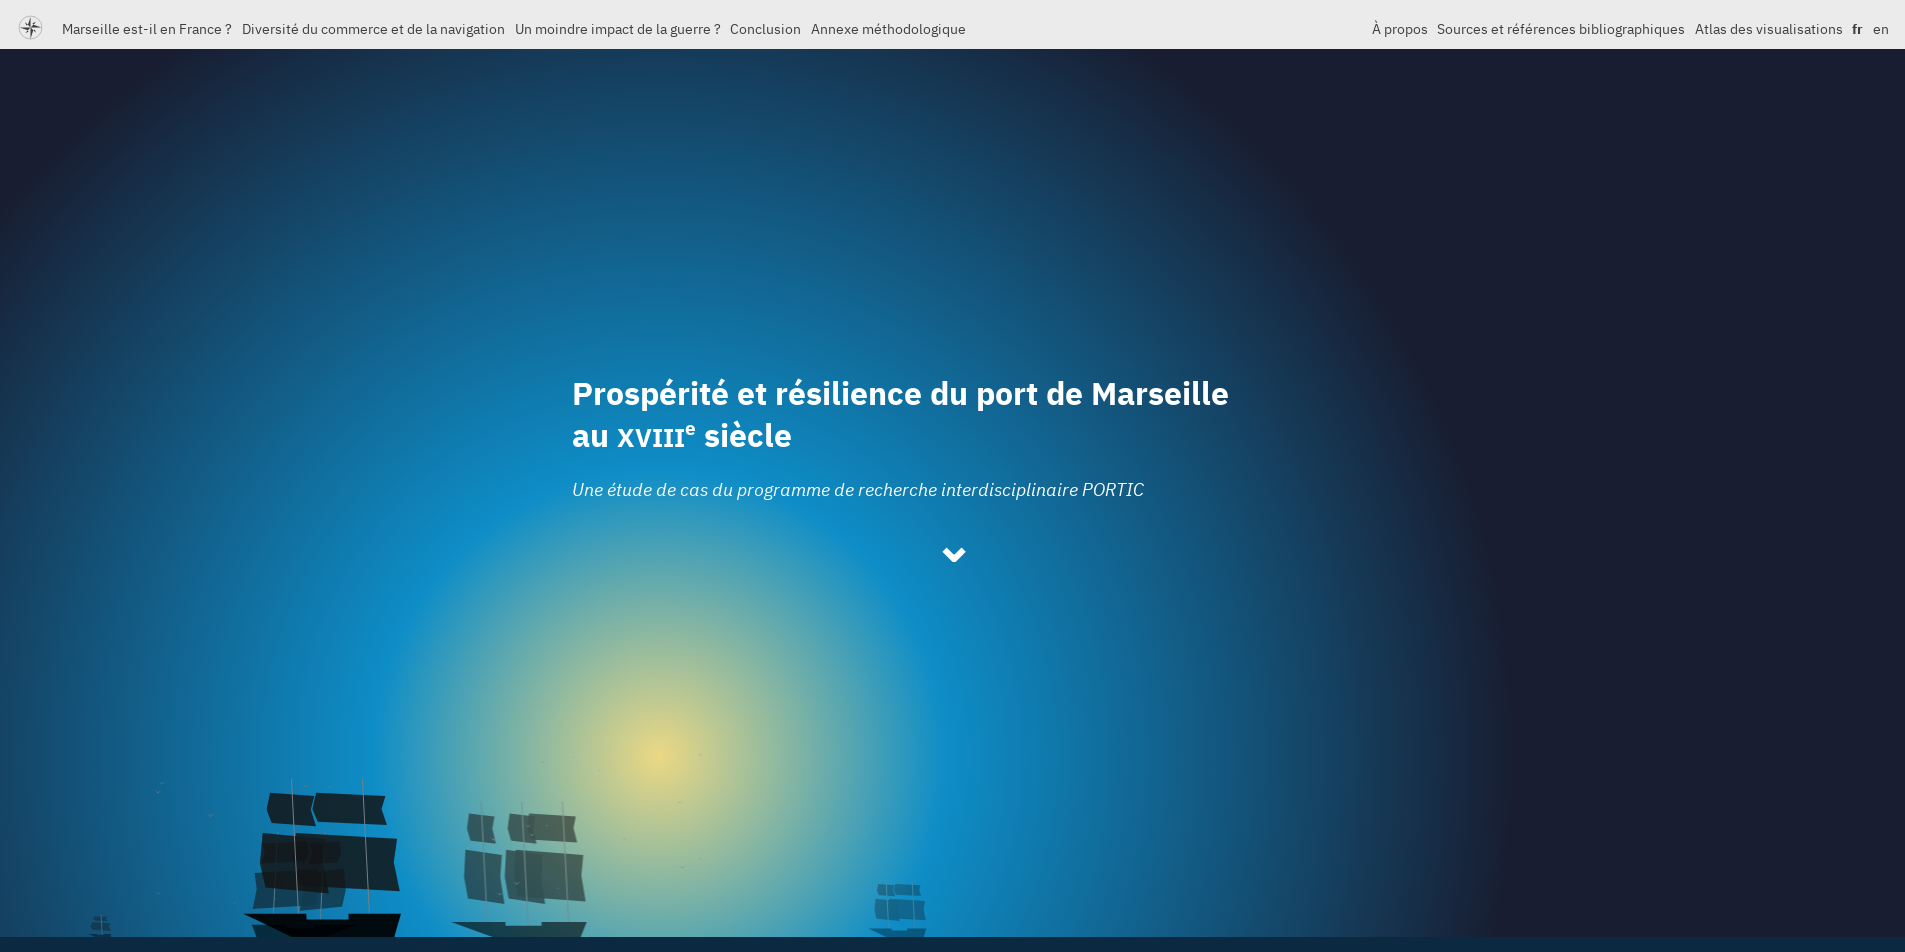 Marseille est-il en France ? Diversité du commerce et de la navigation Un moindre impact de la guerre ? Conclusion Annexe méthodologique À propos Sources et références bibliographiques Atlas des visualisations fr en
Prospérité et résilience du port de Marseille
au XVIIIe siècle
Une étude de cas du programme de recherche interdisciplinaire PORTIC